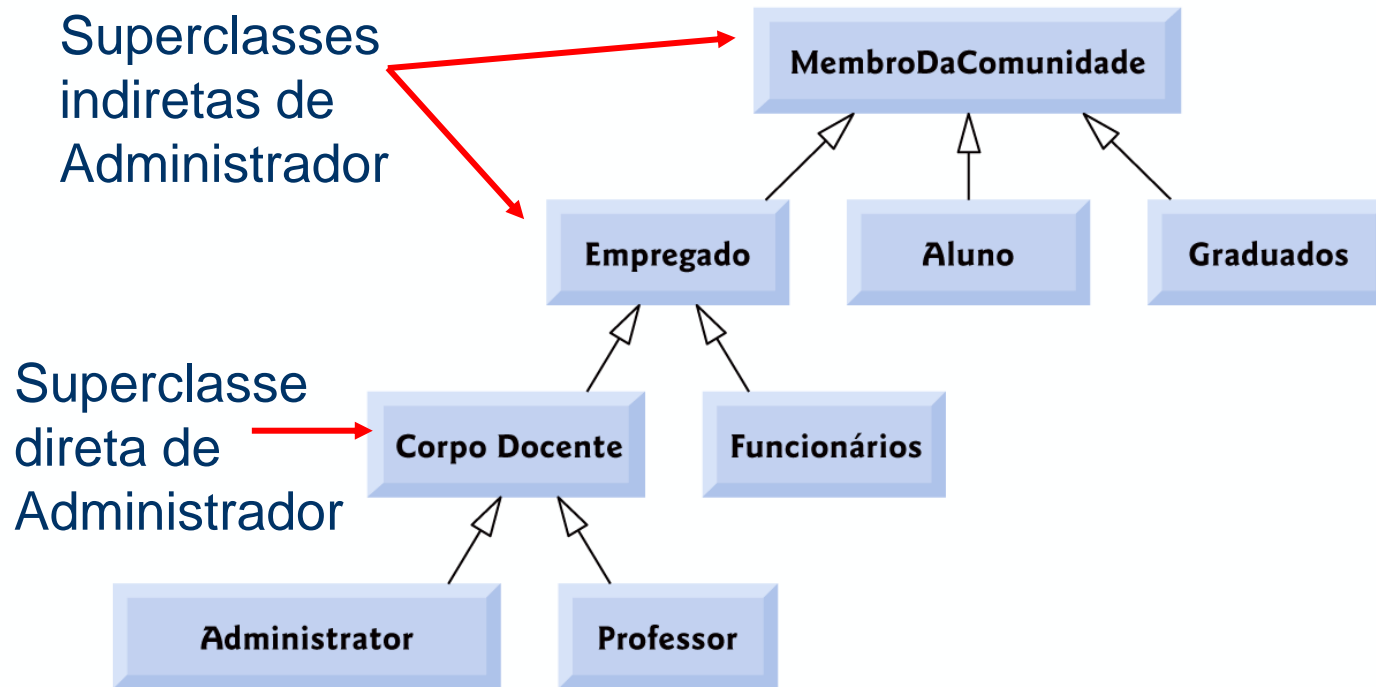 Superclasses
indiretas de
Administrador
MembroDaComunidade
Empregado
Aluno
Graduados
Superclasse
direta de
Administrador
Corpo Docente
Funcionários
Administrator
Professor